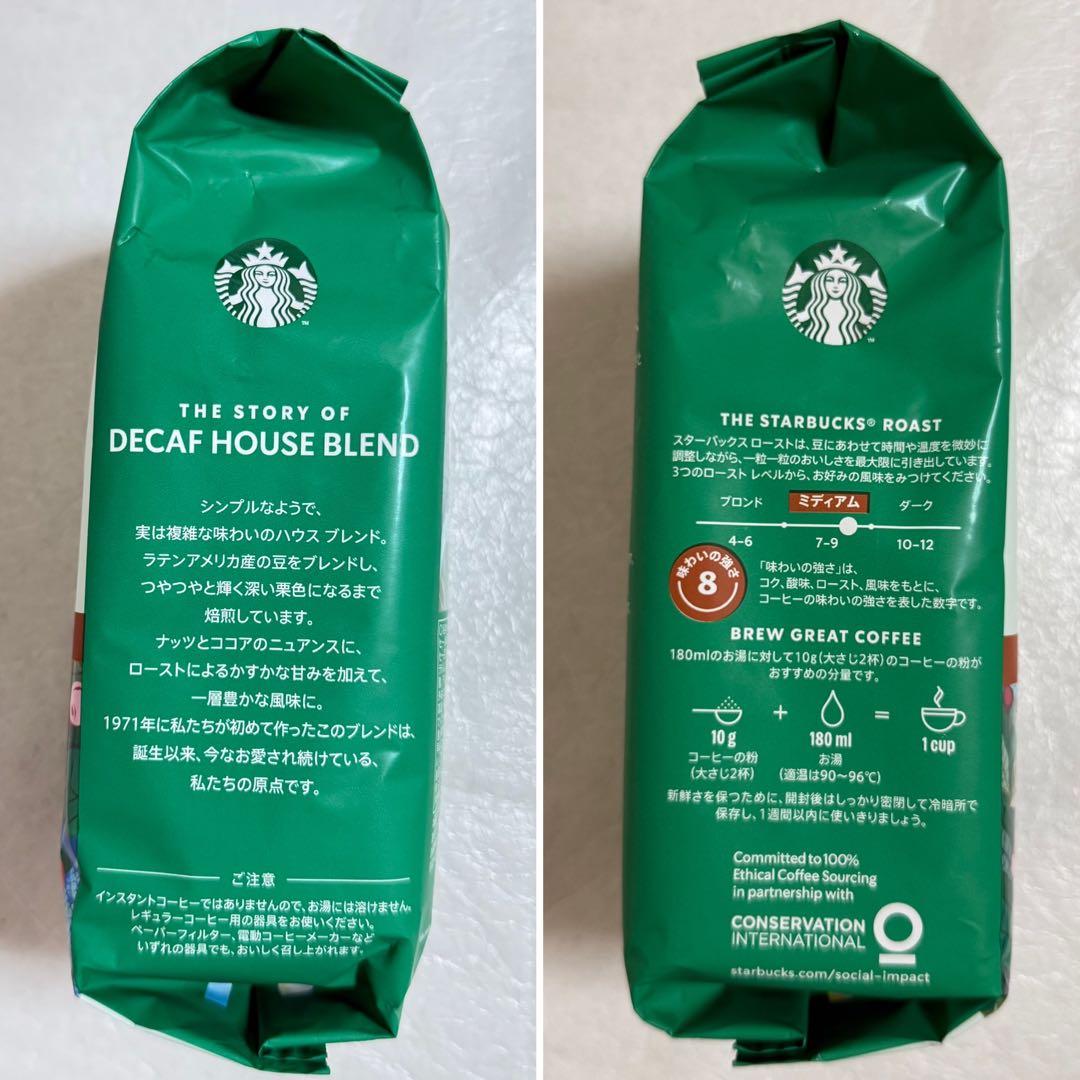 THE STORY OF
DECAF HOUSE BLEND
シンプルなようで、
実は複雑な味わいのハウス ブレンド。
ラテンアメリカ産の豆をブレンドし、
つやつやと輝く深い栗色になるまで
焙煎しています。
ナッツとココアのニュアンスに、
ローストによるかすかな甘みを加えて、
一層豊かな風味に。
1971年に私たちが初めて作ったこのブレンドは、
誕生以来、今なお愛され続けている、
私たちの原点です。
ご注意
インスタントコーヒーではありませんので、お湯には溶けません。
レギュラーコーヒー用の器具をお使いください。
ペーパーフィルター、電動コーヒーメーカーなど
いずれの器具でも、おいしく召し上がれます。
THE STARBUCKS® ROAST
スターバックス ローストは、豆にあわせて時間や温度を微妙に
調整しながら、一粒一粒のおいしさを最大限に引き出しています。
3つのロースト レベルから、お好みの風味をみつけてください。
ブロンド ミディアム ダーク
4-6 7-9 10-12
味わいの強さ
8
「味わいの強さ」は、
コク、酸味、ロースト、風味をもとに、
コーヒーの味わいの強さを表した数字です。
BREW GREAT COFFEE
180mlのお湯に対して10g(大さじ2杯)のコーヒーの粉が
おすすめの分量です。
+ =
10 g 180 ml 1 cup
コーヒーの粉 お湯
(大さじ2杯) (適温は90〜96℃)
新鮮さを保つために、開封後はしっかり密閉して冷暗所で
保存し、1週間以内に使いきりましょう。
Committed to 100%
Ethical Coffee Sourcing
in partnership with
CONSERVATION
INTERNATIONAL
starbucks.com/social-impact